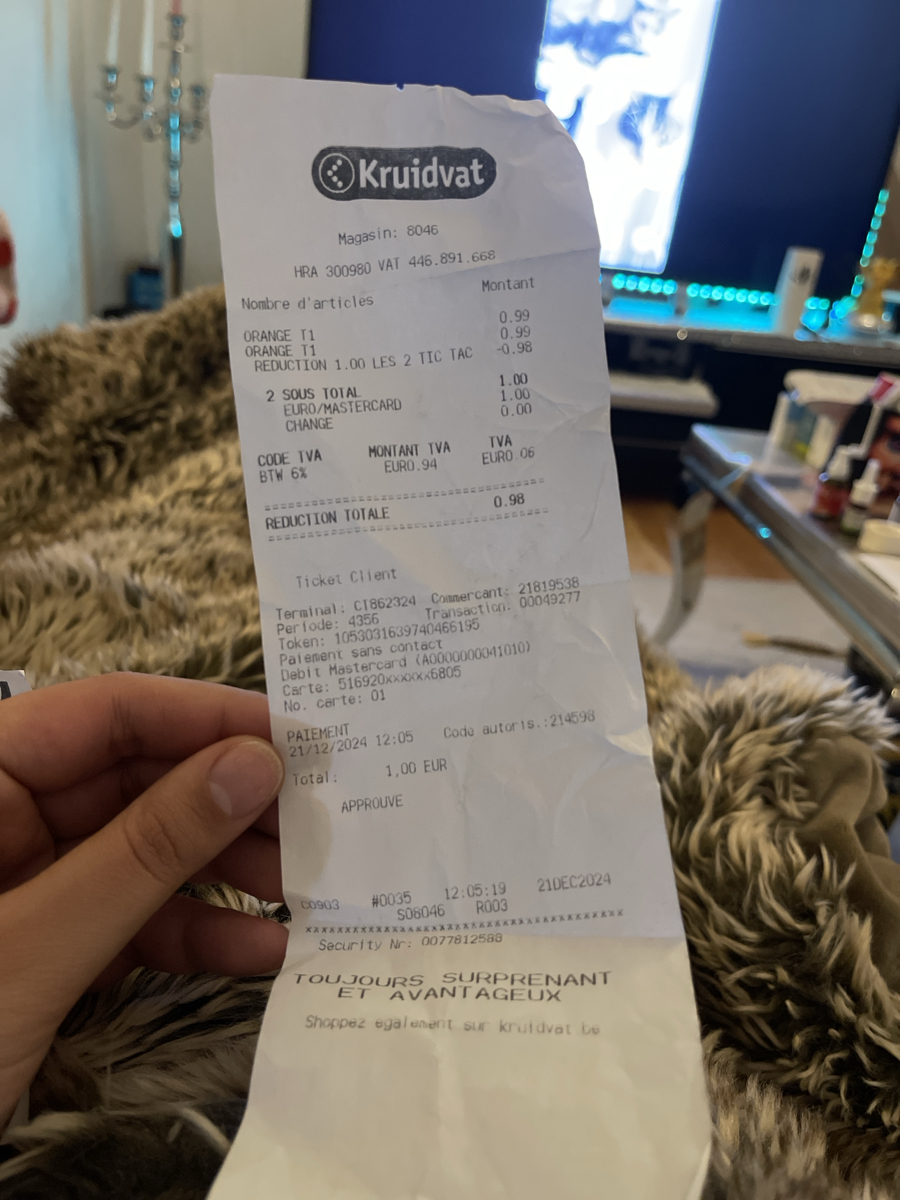 Kruidvat
Magasin: 8046
HRA 300980 VAT 446.891.668
Nombre d'articles Montant
ORANGE T1 0.99
ORANGE T1 0.99
REDUCTION 1.00 LES 2 TIC TAC -0.98
2 SOUS TOTAL 1.00
EURO/MASTERCARD 1.00
CHANGE 0.00
CODE TVA MONTANT TVA TVA
BTW 6% EURO.94 EURO.06
REDUCTION TOTALE 0.98
Ticket Client
Terminal: CT862324 Commercant: 21819538
Periode: 4356 Transaction: 00049277
Token: 1053031639740466195
Paiement sans contact
Debit Mastercard (A0000000041010)
Carte: 516920xxxxxx6805
No. carte: 01
PAIEMENT
21/12/2024 12:05 Code autoris.:214598
Total: 1,00 EUR
APPROUVE
C0903 #0035 12:05:19 21DEC2024
S08046 R003
Security Nr: 0077812588
TOUJOURS SURPRENANT
ET AVANTAGEUX
Shoppez egalement sur kruidvat be